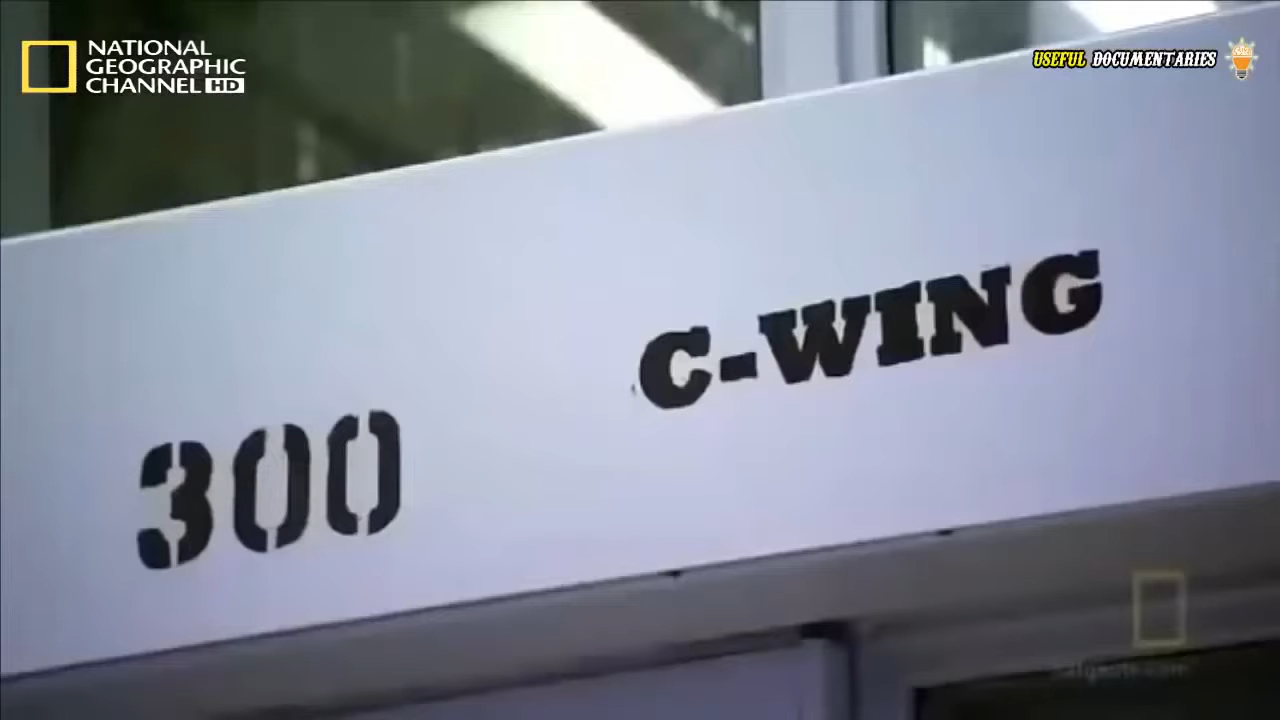 NATIONAL
GEOGRAPHIC
CHANNEL HD
USEFUL DOCUMENTARIES
C-WING
300